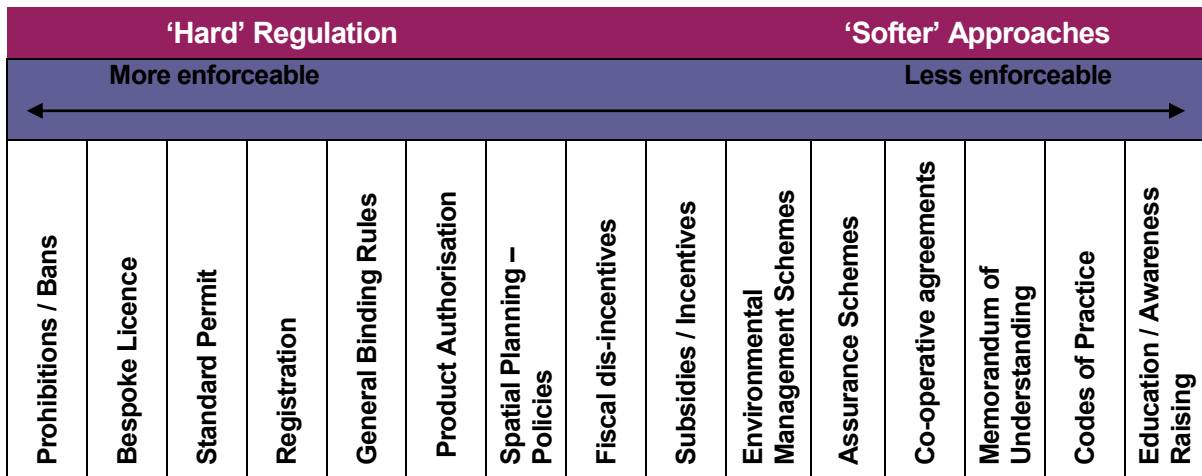 ‘Hard’ Regulation
‘Softer’ Approaches
More enforceable
Less enforceable
Prohibitions / Bans
Bespoke Licence
Standard Permit
Registration
General Binding Rules
Product Authorisation
Spatial Planning –
Policies
Fiscal dis-incentives
Subsidies / Incentives
Environmental
Management Schemes
Assurance Schemes
Co-operative agreements
Memorandum of
Understanding
Codes of Practice
Education / Awareness
Raising